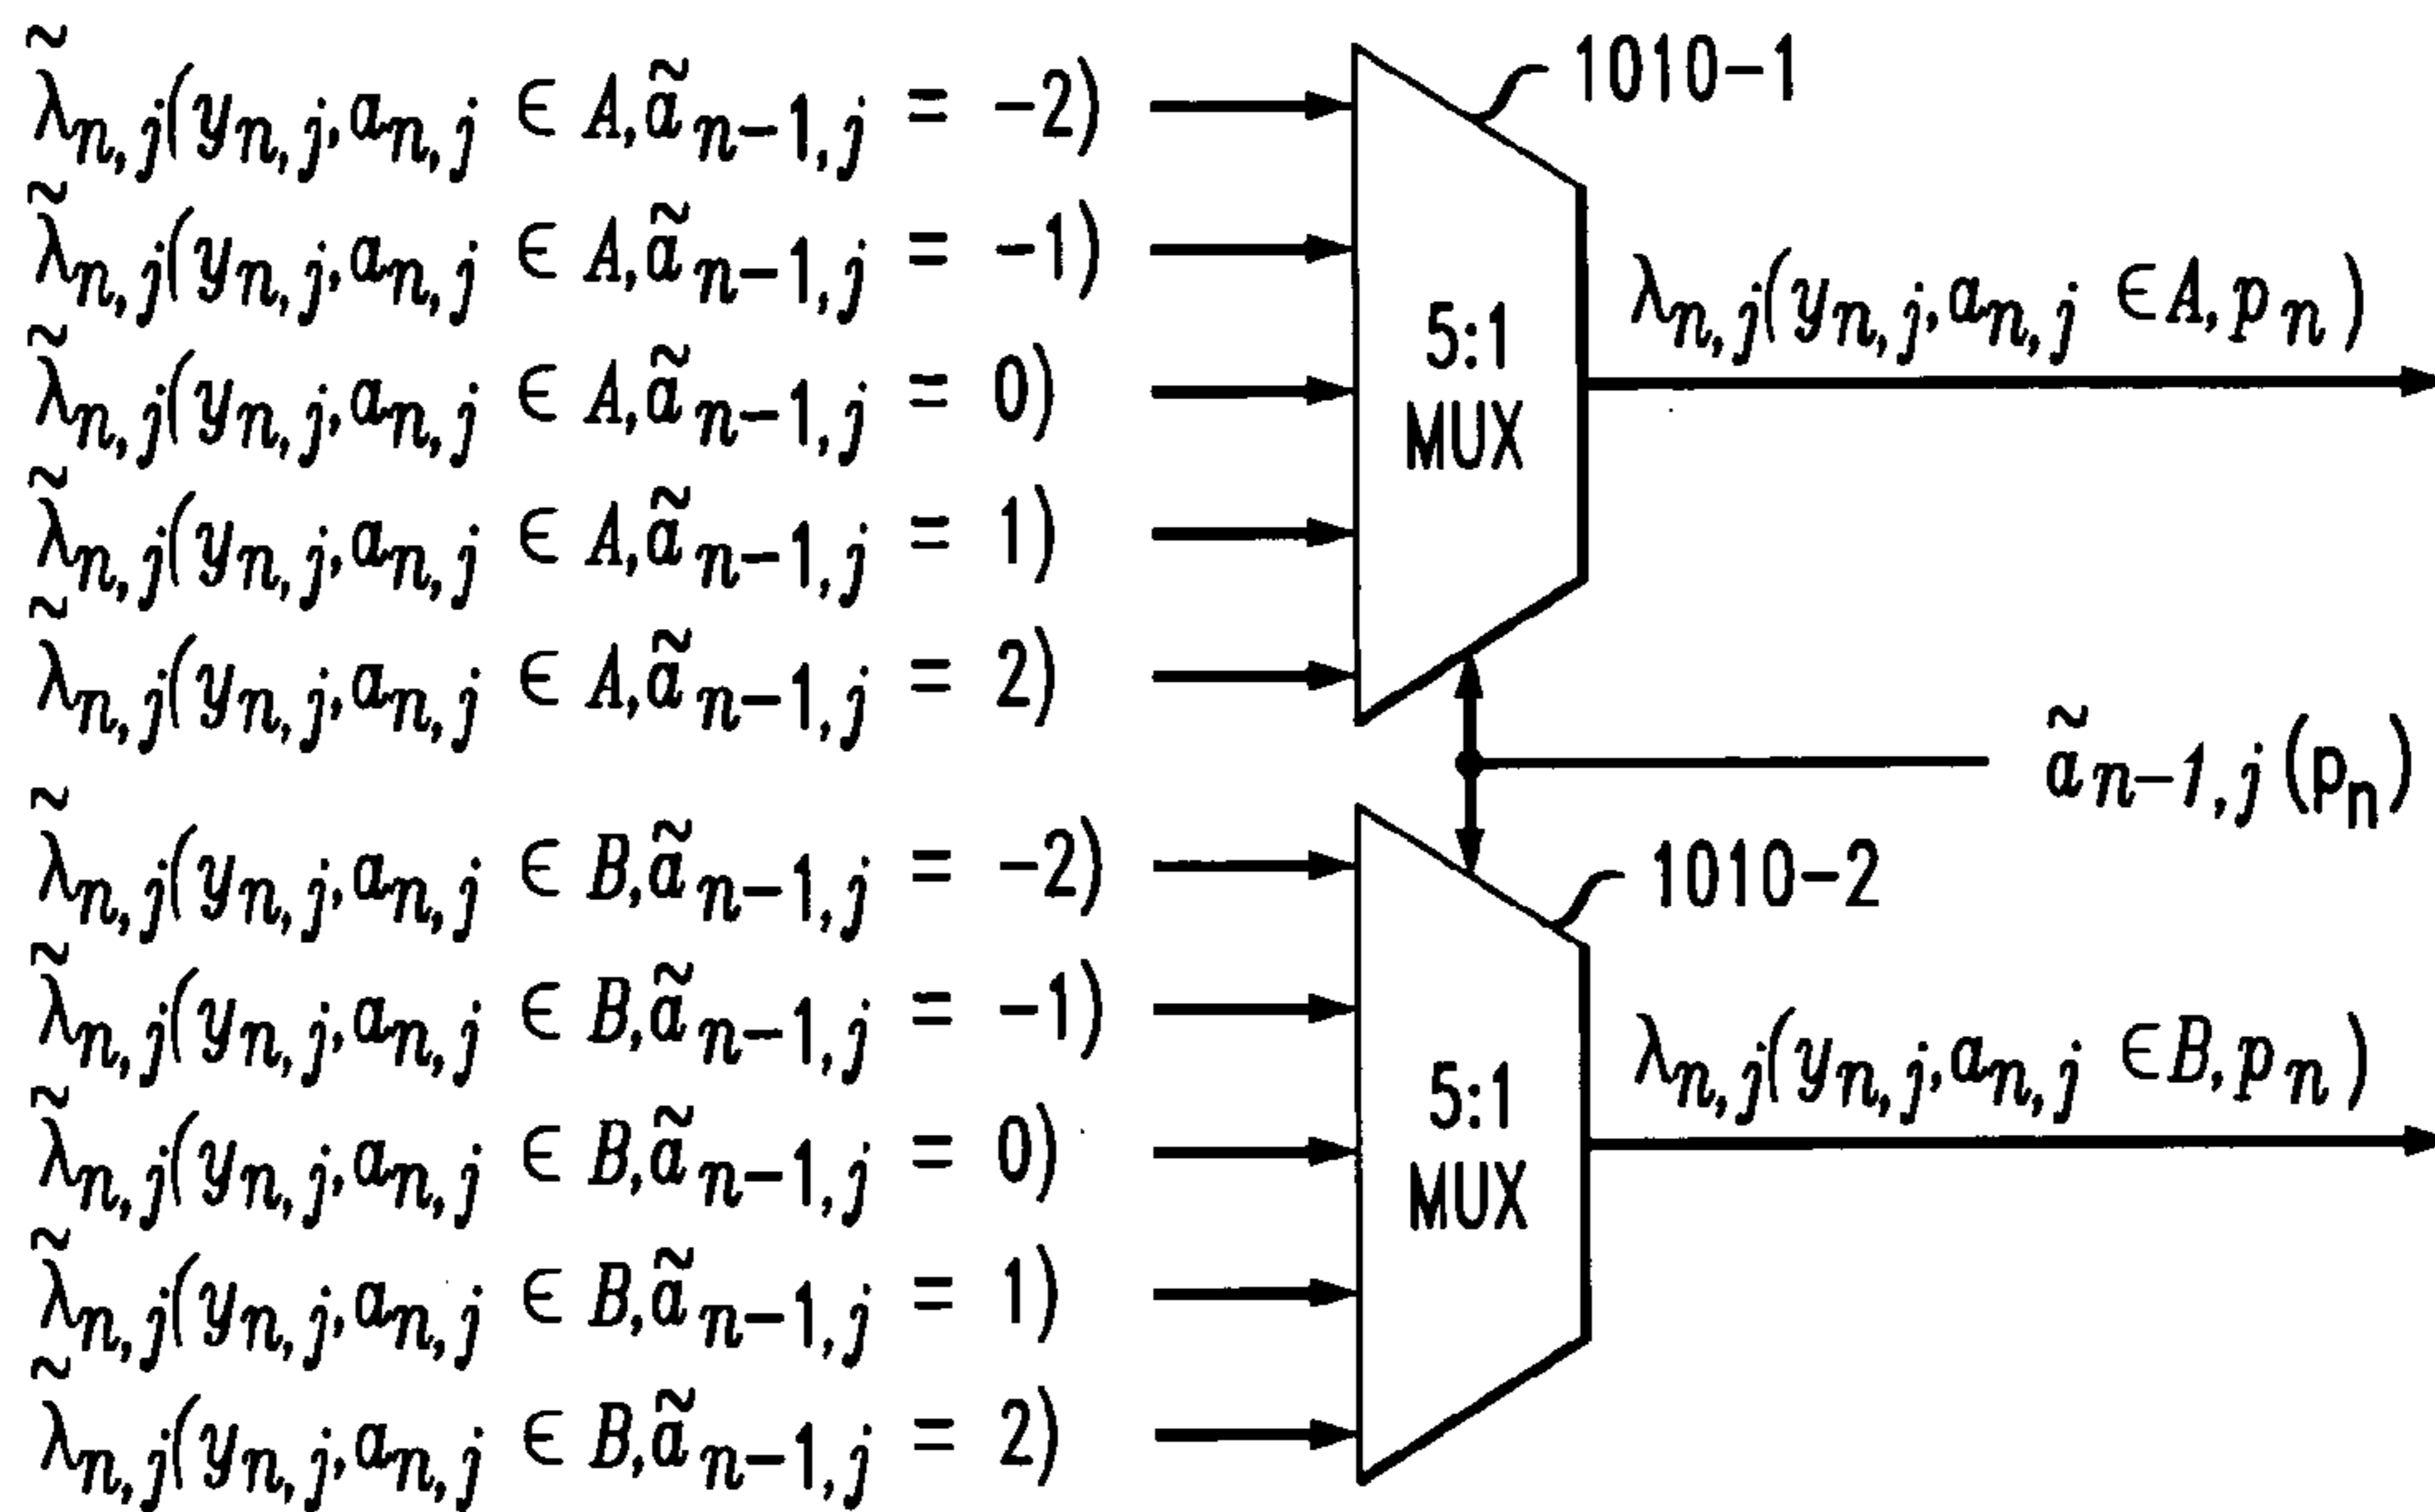 λ̃n,j(yn,j,an,j ∈ A,ãn−1,j = −2)
λ̃n,j(yn,j,an,j ∈ A,ãn−1,j = −1)
λ̃n,j(yn,j,an,j ∈ A,ãn−1,j = 0)
λ̃n,j(yn,j,an,j ∈ A,ãn−1,j = 1)
λ̃n,j(yn,j,an,j ∈ A,ãn−1,j = 2)
1010−1
5:1
MUX
λn,j(yn,j,an,j ∈A,pn)
ãn−1,j(pn)
λ̃n,j(yn,j,an,j ∈ B,ãn−1,j = −2)
λ̃n,j(yn,j,an,j ∈ B,ãn−1,j = −1)
λ̃n,j(yn,j,an,j ∈ B,ãn−1,j = 0)
λ̃n,j(yn,j,an,j ∈ B,ãn−1,j = 1)
λ̃n,j(yn,j,an,j ∈ B,ãn−1,j = 2)
1010−2
5:1
MUX
λn,j(yn,j,an,j ∈B,pn)